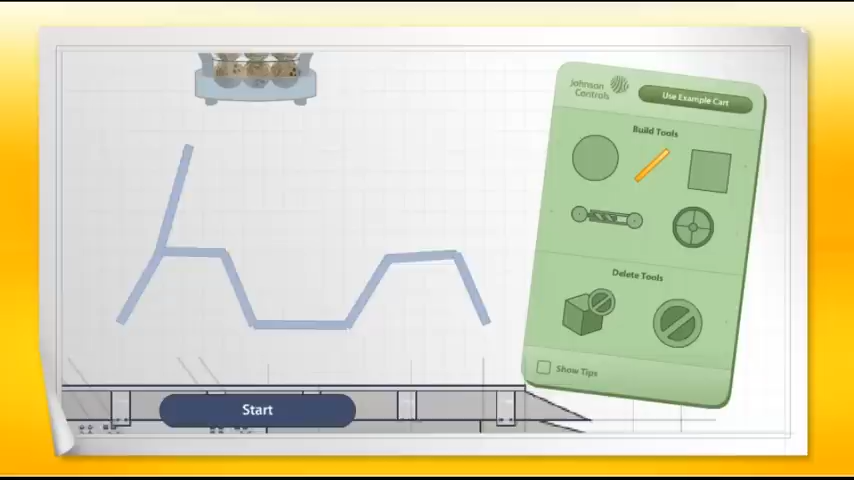 Johnson
Controls
Use Example Cart
Build Tools
Delete Tools
Show Tips
Start